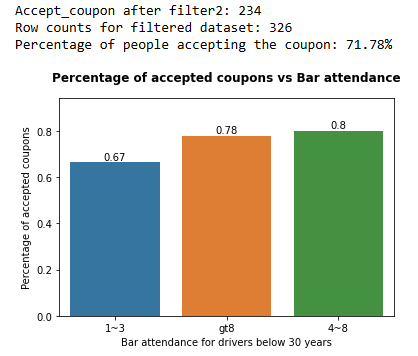 Accept_coupon after filter2: 234
Row counts for filtered dataset: 326
Percentage of people accepting the coupon: 71.78%
Percentage of accepted coupons vs Bar attendance
Percentage of accepted coupons
0.8
0.6
0.4
0.2
0.0
0.67
0.78
0.8
1~3
gt8
4~8
Bar attendance for drivers below 30 years